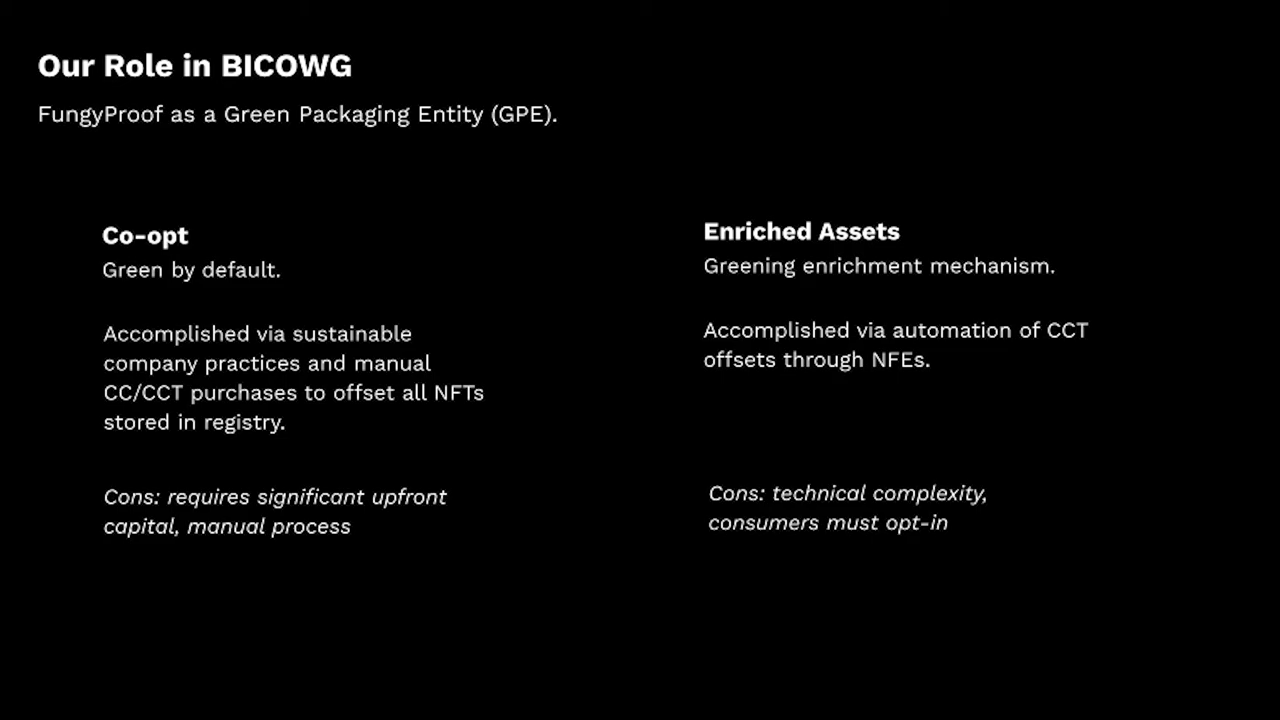 Our Role in BICOWG
FungyProof as a Green Packaging Entity (GPE).
Co-opt
Green by default.
Accomplished via sustainable
company practices and manual
CC/CCT purchases to offset all NFTs
stored in registry.
Cons: requires significant upfront
capital, manual process
Enriched Assets
Greening enrichment mechanism.
Accomplished via automation of CCT
offsets through NFEs.
Cons: technical complexity,
consumers must opt-in